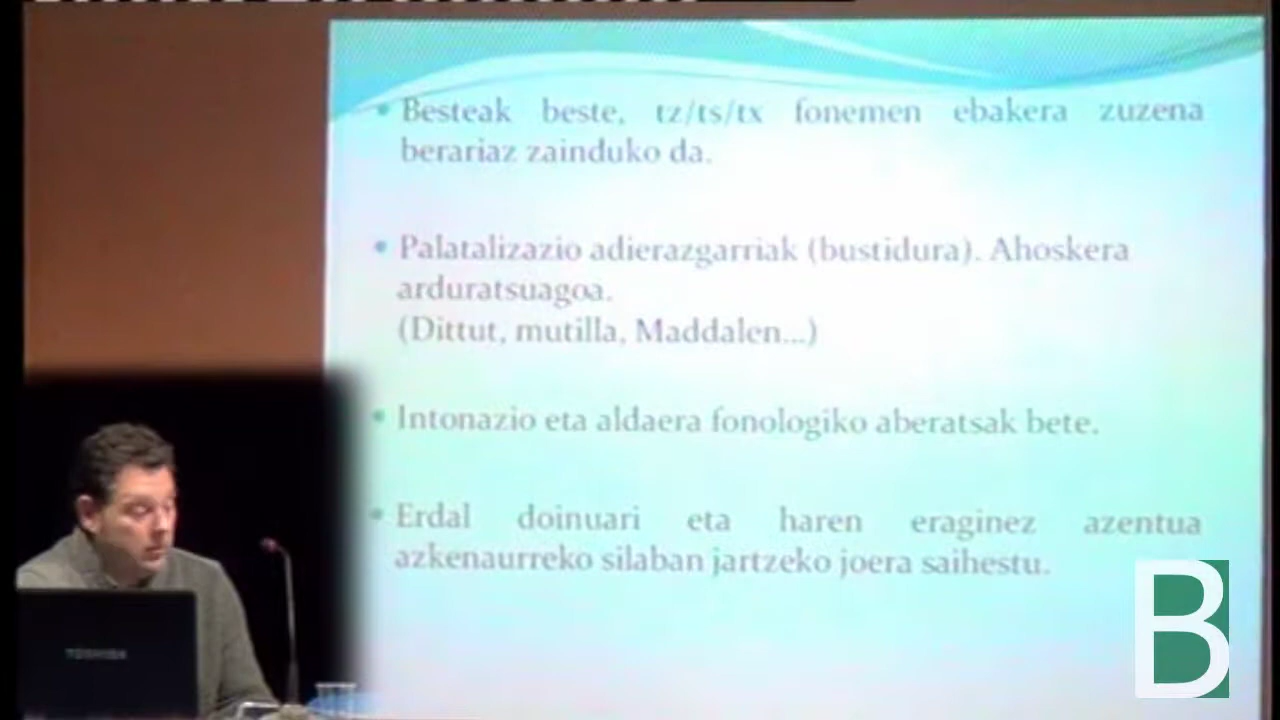 Besteak beste, tz/ts/tx fonemen ebakera zuzena
berariaz zainduko da.
Palatalizazio adierazgarriak (bustidura). Ahoskera
arduratsuagoa.
(Dittut, mutilla, Maddalen...)
Intonazio eta aldaera fonologiko aberatsak bete.
Erdal doinuari eta haren eraginez azentua
azkenaurreko silaban jartzeko joera saihestu.
TOSHIBA
B